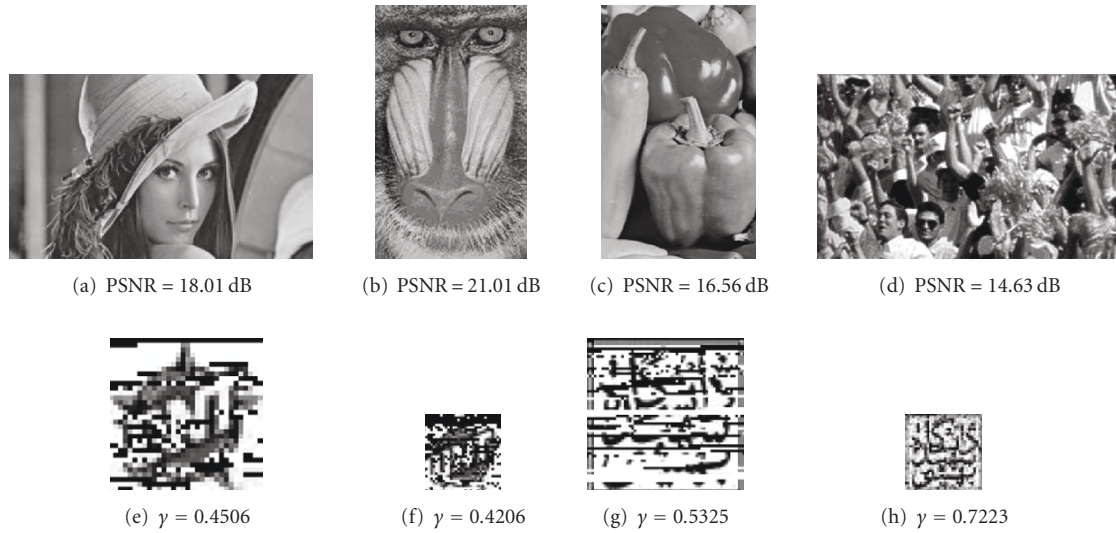 (a) PSNR = 18.01 dB
(b) PSNR = 21.01 dB
(c) PSNR = 16.56 dB
(d) PSNR = 14.63 dB
(e) γ = 0.4506
(f) γ = 0.4206
(g) γ = 0.5325
(h) γ = 0.7223